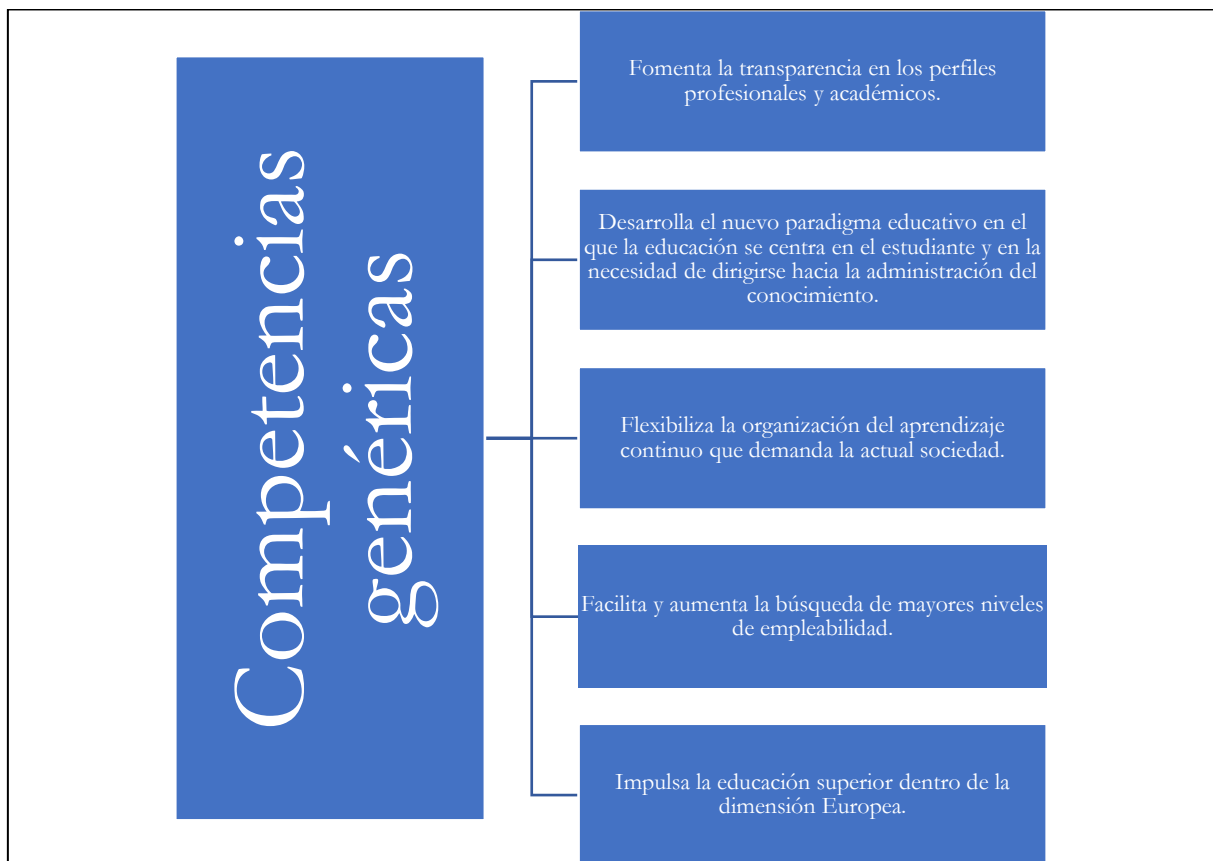 Competencias
genéricas
Fomenta la transparencia en los perfiles
profesionales y académicos.
Desarrolla el nuevo paradigma educativo en el
que la educación se centra en el estudiante y en la
necesidad de dirigirse hacia la administración del
conocimiento.
Flexibiliza la organización del aprendizaje
continuo que demanda la actual sociedad.
Facilita y aumenta la búsqueda de mayores niveles
de empleabilidad.
Impulsa la educación superior dentro de la
dimensión Europea.